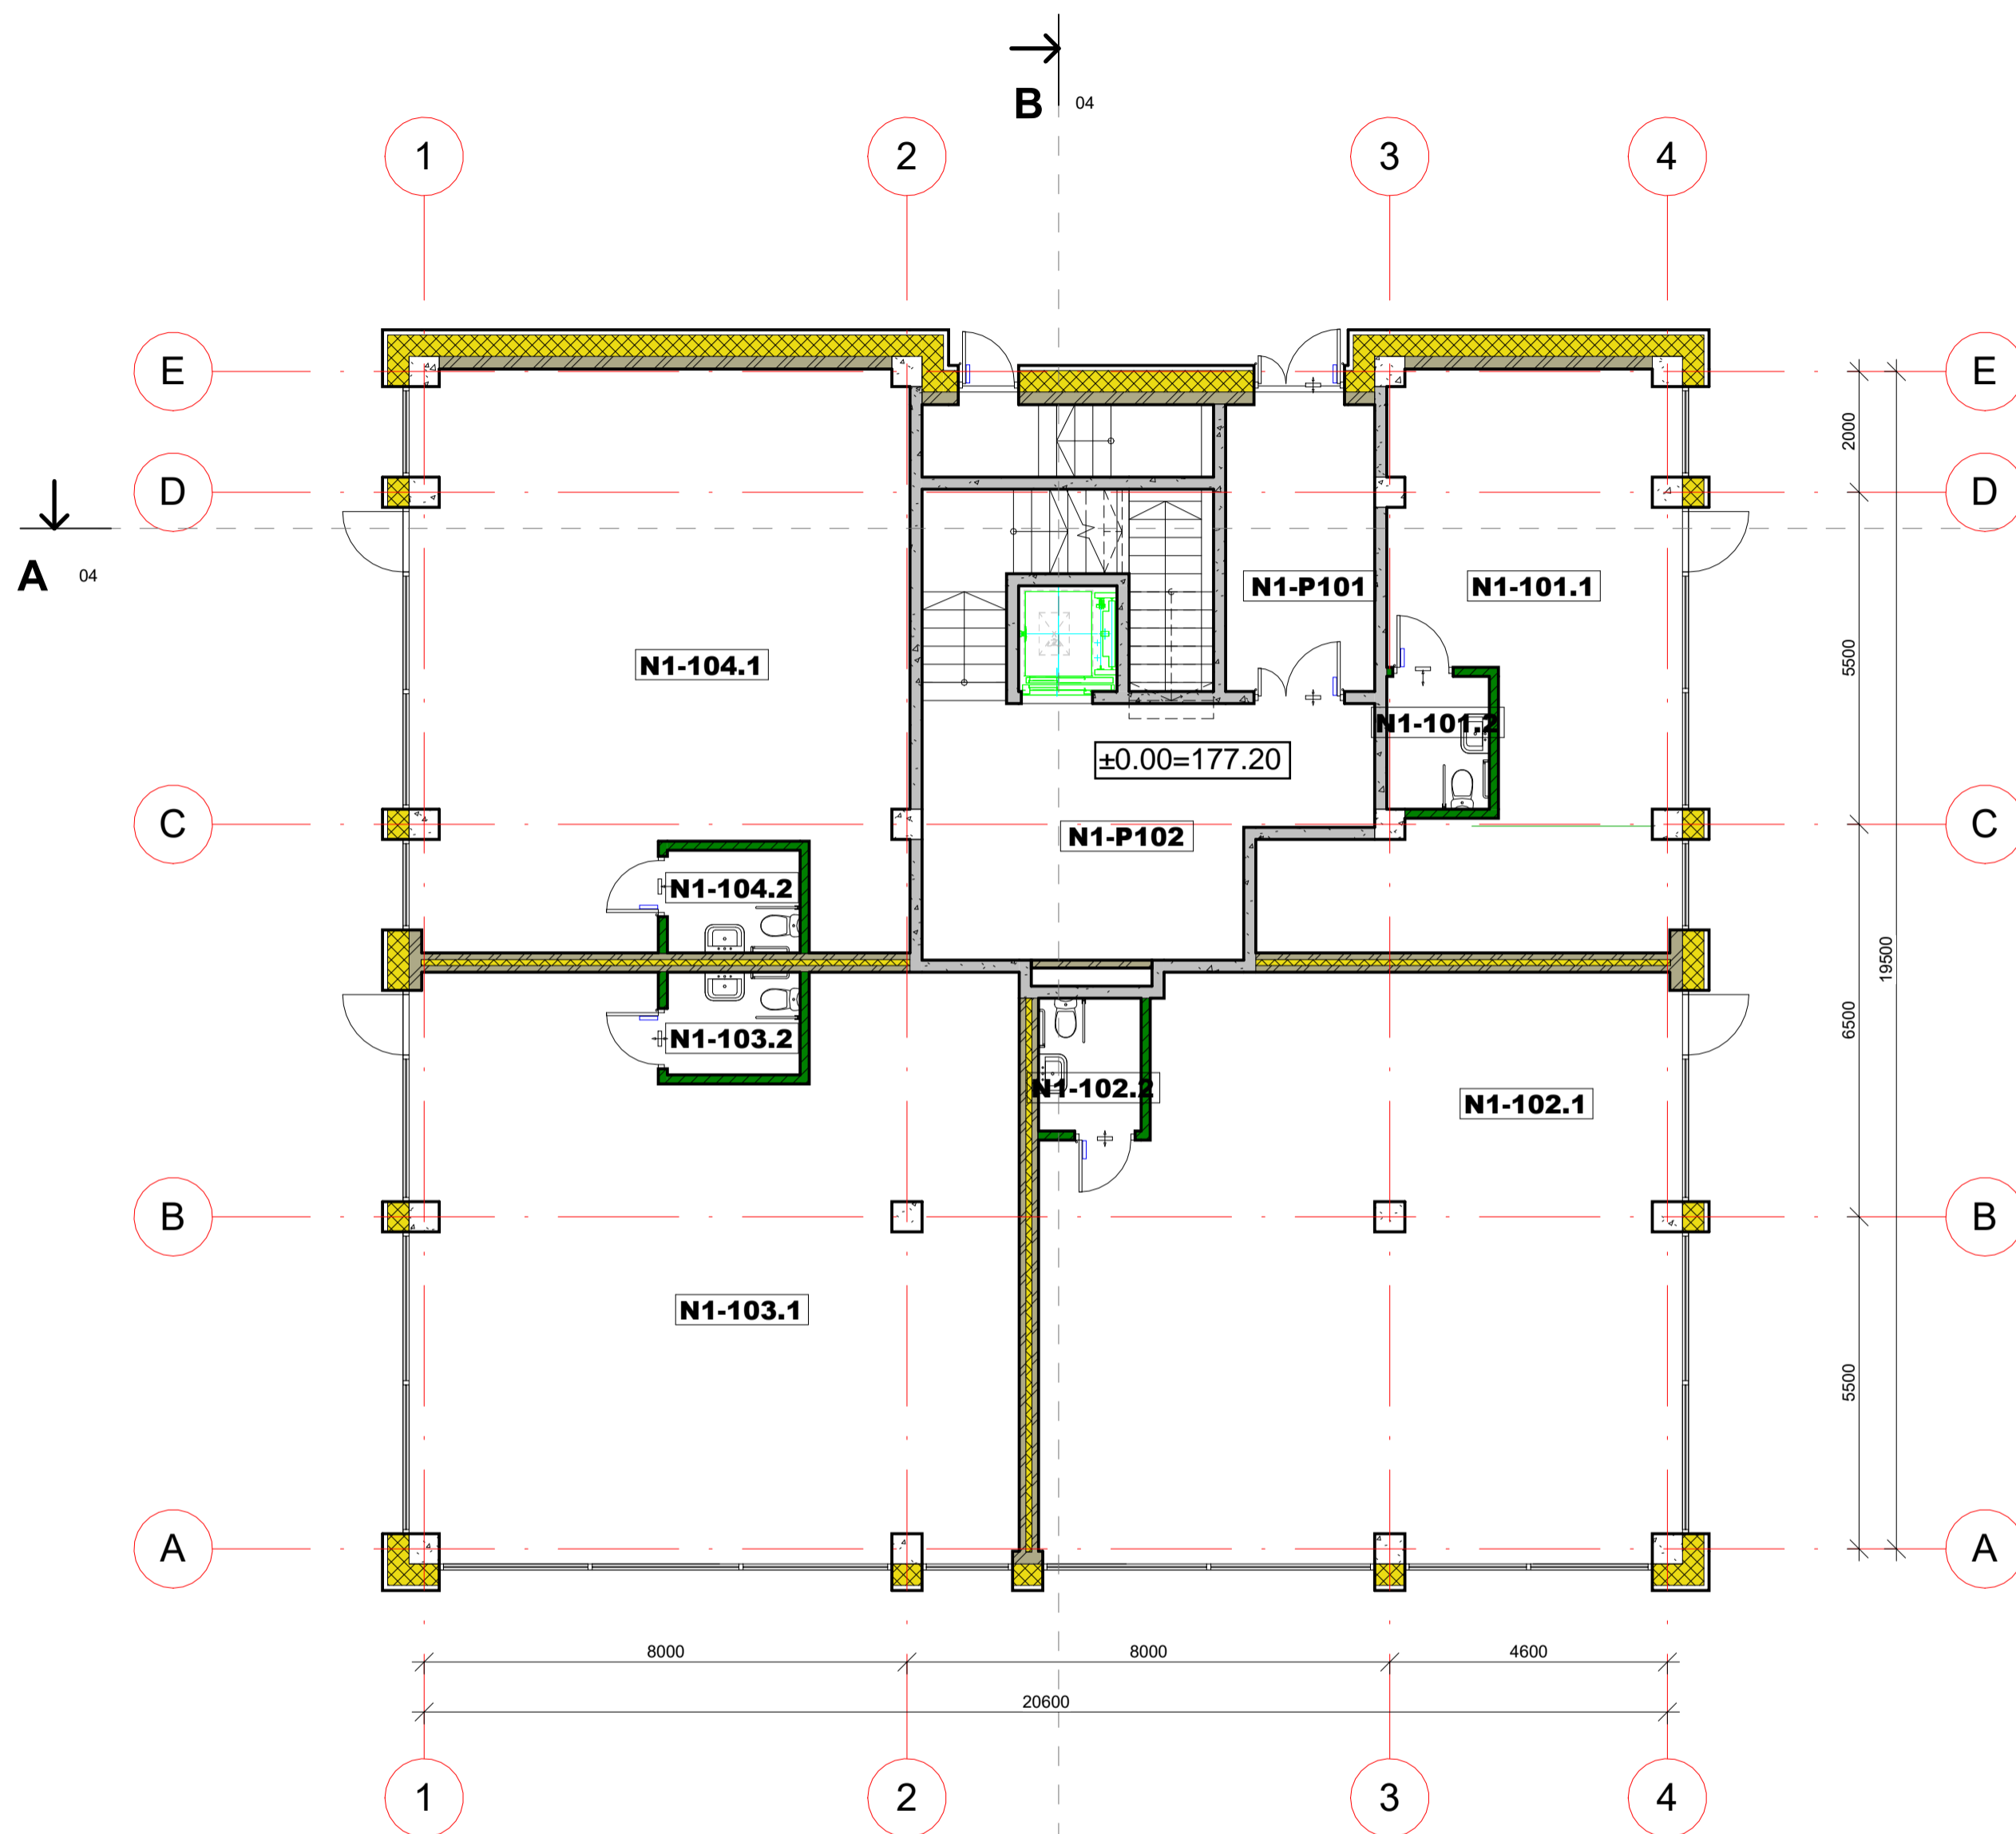 B 04
1 2 3 4
E E
2000
D D
A 04
N1-P101 N1-101.1
5500
N1-104.1
N1-101.2
±0.00=177.20
C C
N1-P102
N1-104.2
19500
N1-103.2
6500
N1-102.2
N1-102.1
B B
N1-103.1
5500
A A
8000 8000 4600
20600
1 2 3 4